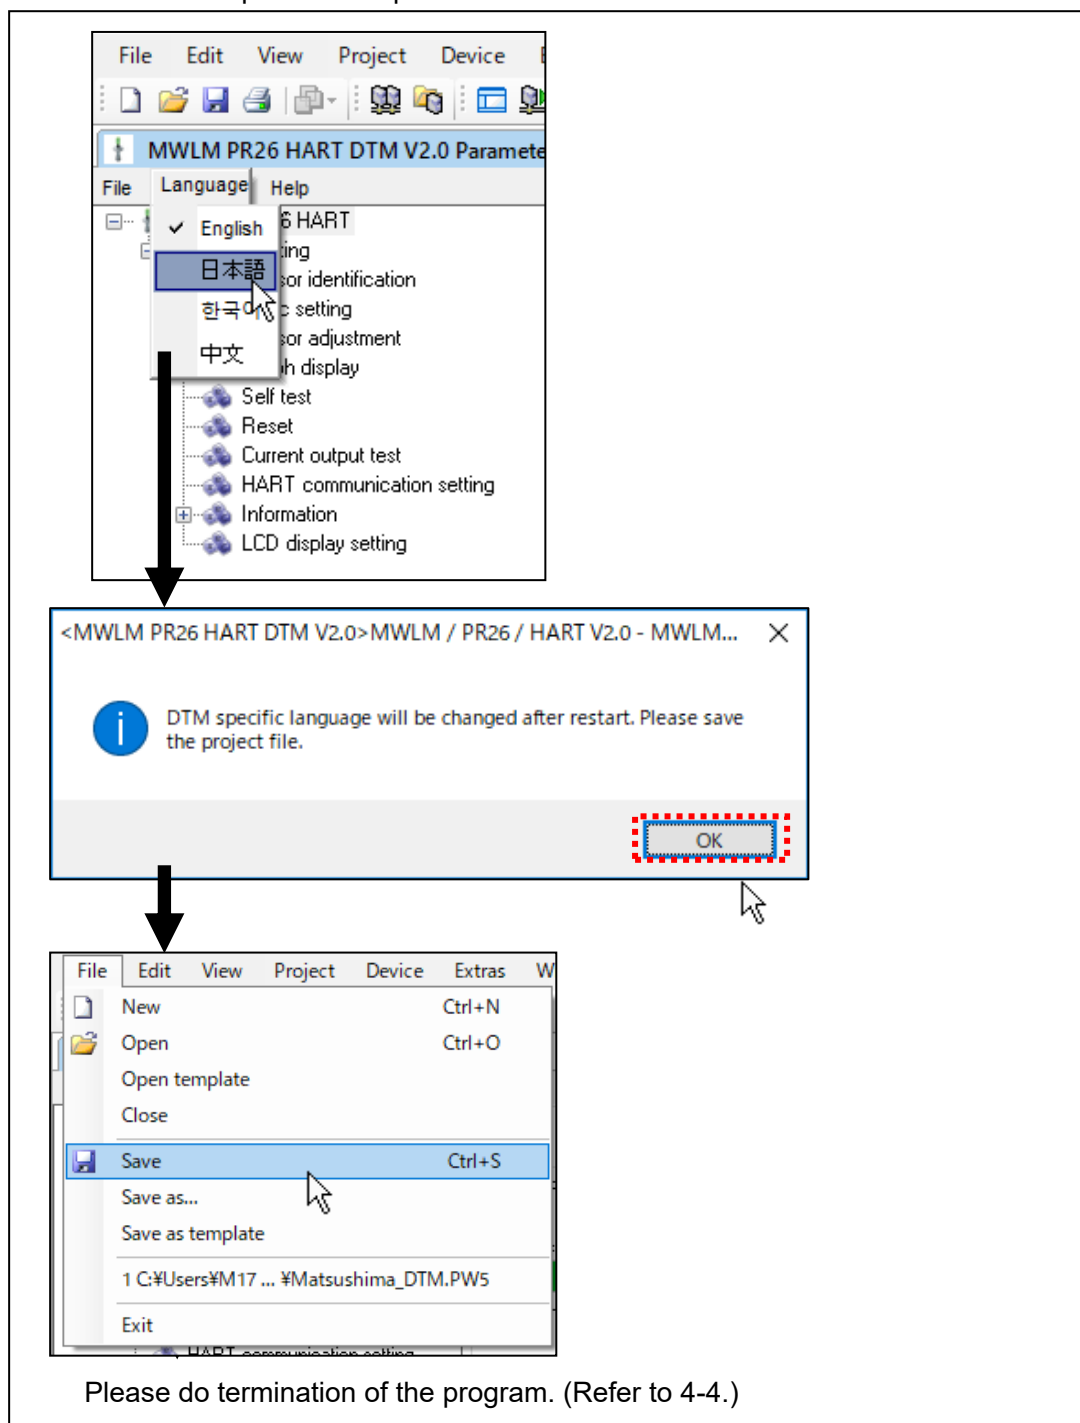 File Edit View Project Device
MWLM PR26 HART DTM V2.0 Paramete
File Language Help
6 HART
✓ English
ting
日本語
sor identification
한국어
c setting
sor adjustment
中文
h display
Self test
Reset
Current output test
HART communication setting
Information
LCD display setting
<MWLM PR26 HART DTM V2.0>MWLM / PR26 / HART V2.0 - MWLM...
DTM specific language will be changed after restart. Please save
the project file.
OK
File Edit View Project Device Extras W
New Ctrl+N
Open Ctrl+O
Open template
Close
Save Ctrl+S
Save as...
Save as template
1 C:¥Users¥M17 ... ¥Matsushima_DTM.PW5
Exit
HART communication setting
Please do termination of the program. (Refer to 4-4.)